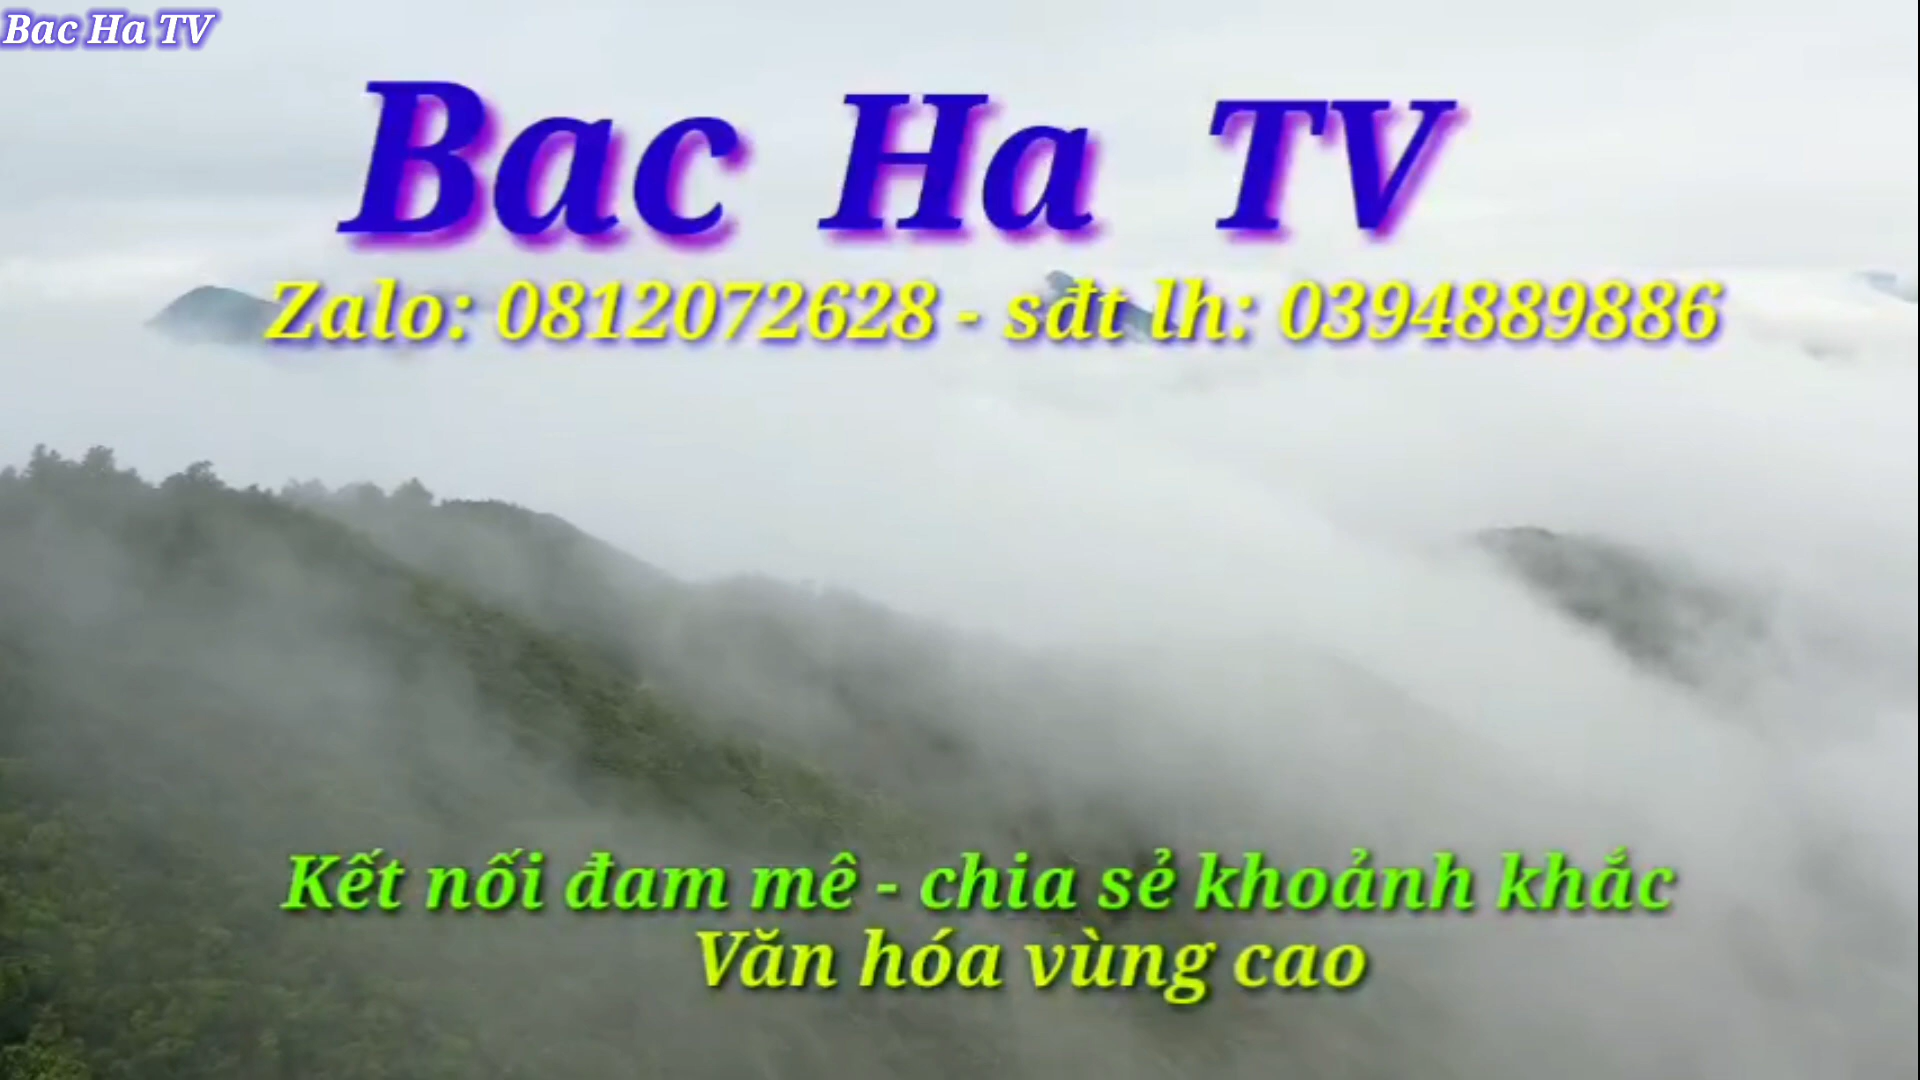 Bac Ha TV
Bac Ha TV
Zalo: 0812072628 - sđt lh: 0394889886
Kết nối đam mê - chia sẻ khoảnh khắc
Văn hóa vùng cao